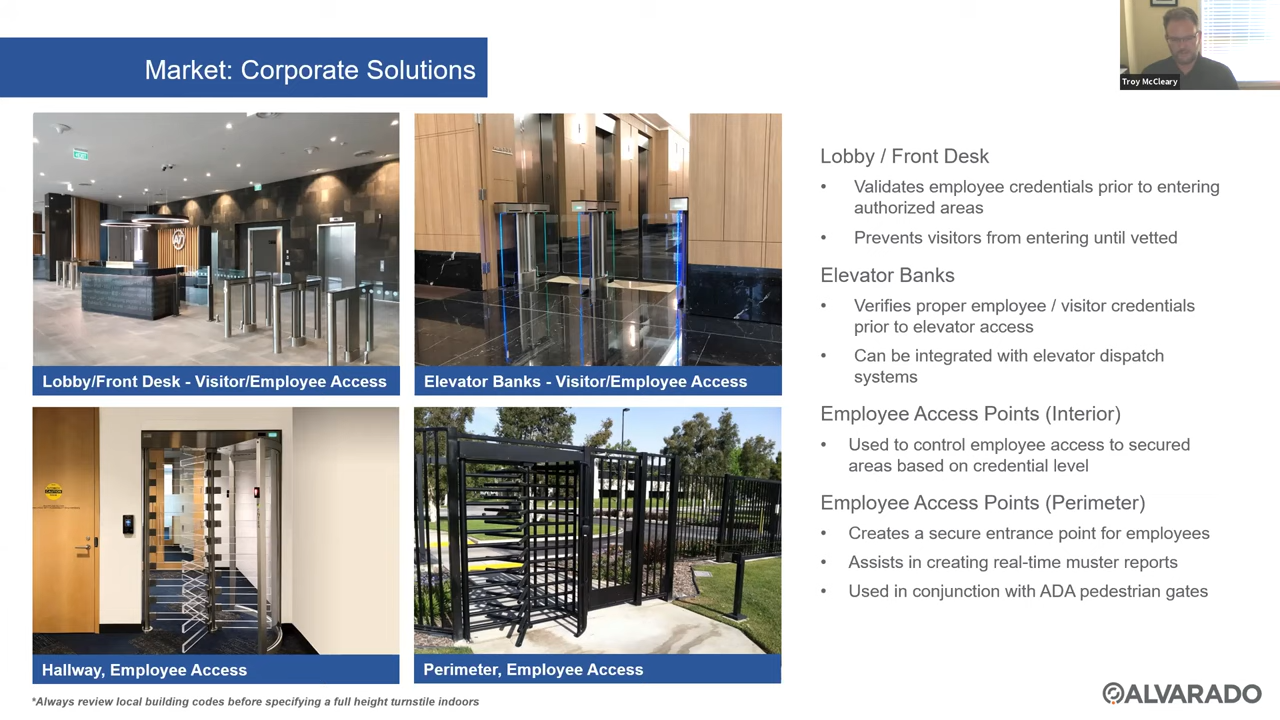 Market: Corporate Solutions
Troy McCleary
Lobby/Front Desk - Visitor/Employee Access
Elevator Banks - Visitor/Employee Access
Hallway, Employee Access
Perimeter, Employee Access
*Always review local building codes before specifying a full height turnstile indoors
Lobby / Front Desk
• Validates employee credentials prior to entering
authorized areas
• Prevents visitors from entering until vetted
Elevator Banks
• Verifies proper employee / visitor credentials
prior to elevator access
• Can be integrated with elevator dispatch
systems
Employee Access Points (Interior)
• Used to control employee access to secured
areas based on credential level
Employee Access Points (Perimeter)
• Creates a secure entrance point for employees
• Assists in creating real-time muster reports
• Used in conjunction with ADA pedestrian gates
ALVARADO